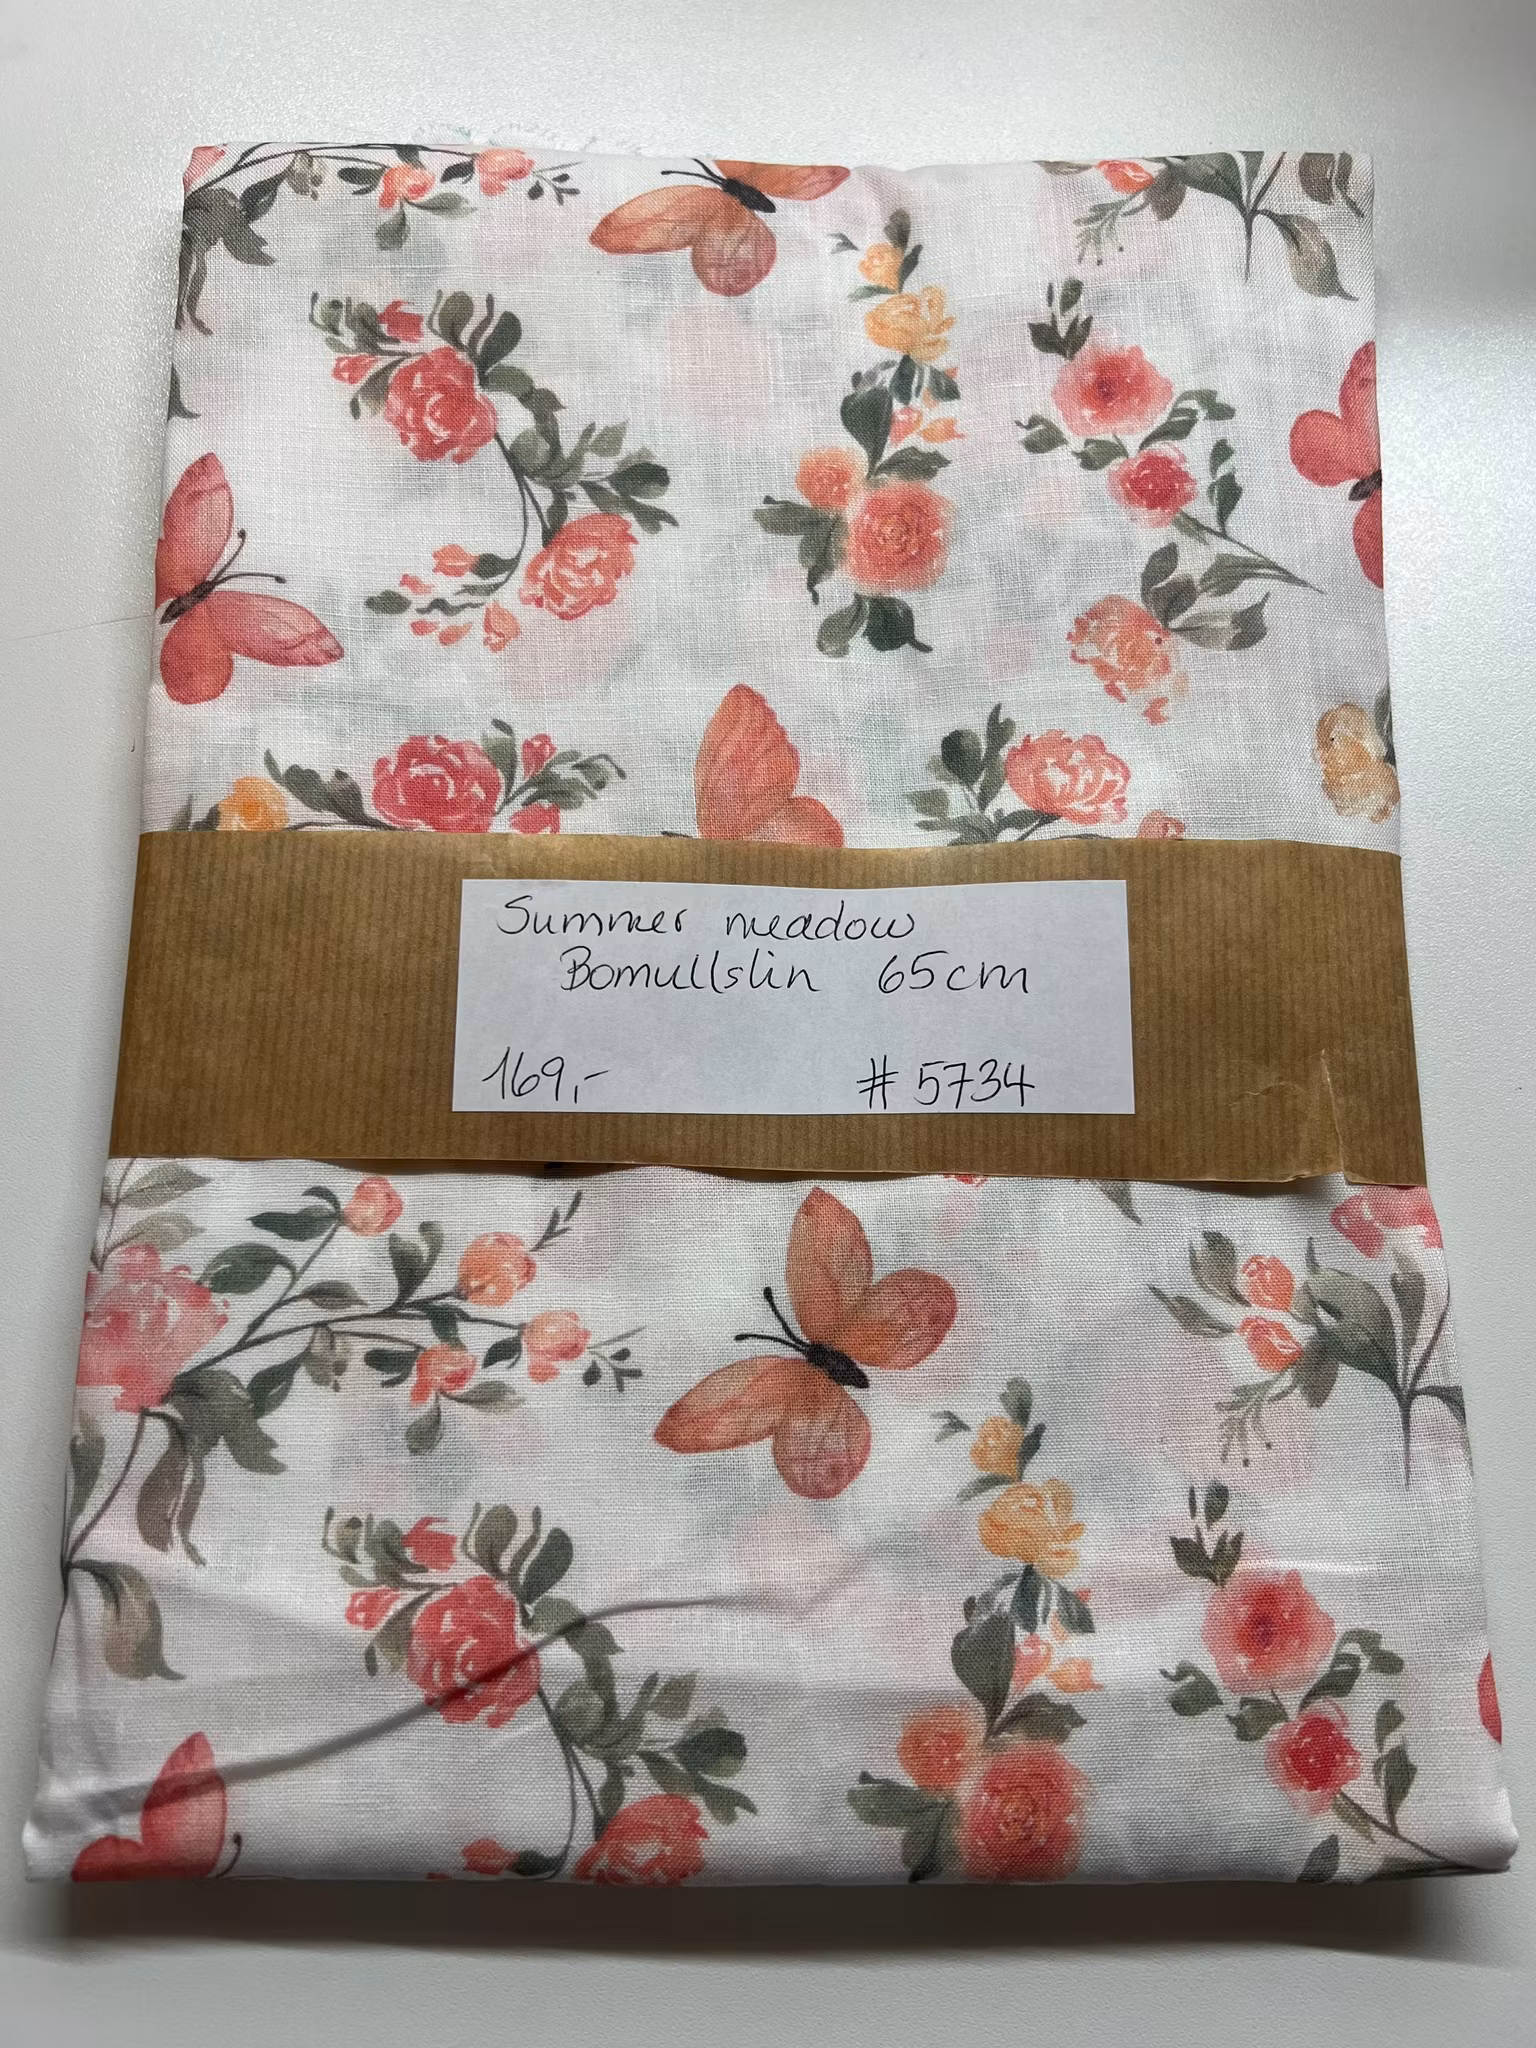 Summer meadow
Bomullslin 65cm
169,-
#5734